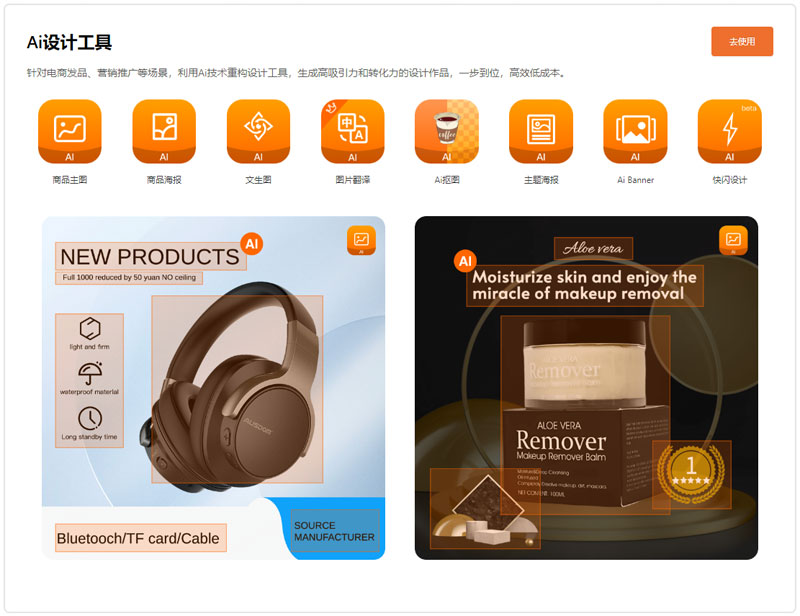 Ai设计工具
去使用
针对电商发品、营销推广等场景，利用Ai技术重构设计工具，生成高吸引力和转化力的设计作品，一步到位，高效低成本。
AI
AI
AI
中 A
AI
coffee
AI
AI
AI
beta
AI
商品主图
商品海报
文生图
图片翻译
Ai抠图
主题海报
Ai Banner
快闪设计
NEW PRODUCTS
AI
AI
Full 1000 reduced by 50 yuan NO ceiling
light and firm
waterproof material
Long standby time
Bluetooch/TF card/Cable
SOURCE
MANUFACTURER
Aloe vera
AI
AI
Moisturize skin and enjoy the
miracle of makeup removal
ALOE VERA
Remover
Makeup Remover Balm
ALOE VERA
Remover
Makeup Remover Balm
NET CONTENT: 100ML
1